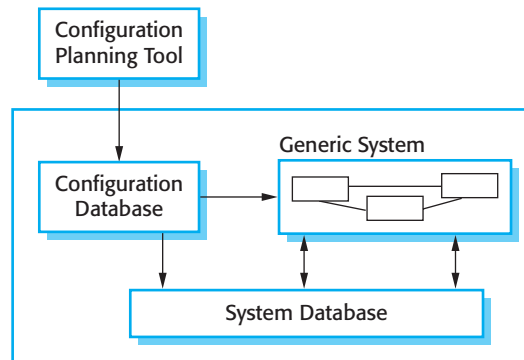 Configuration
Planning Tool
Generic System
Configuration
Database
System Database